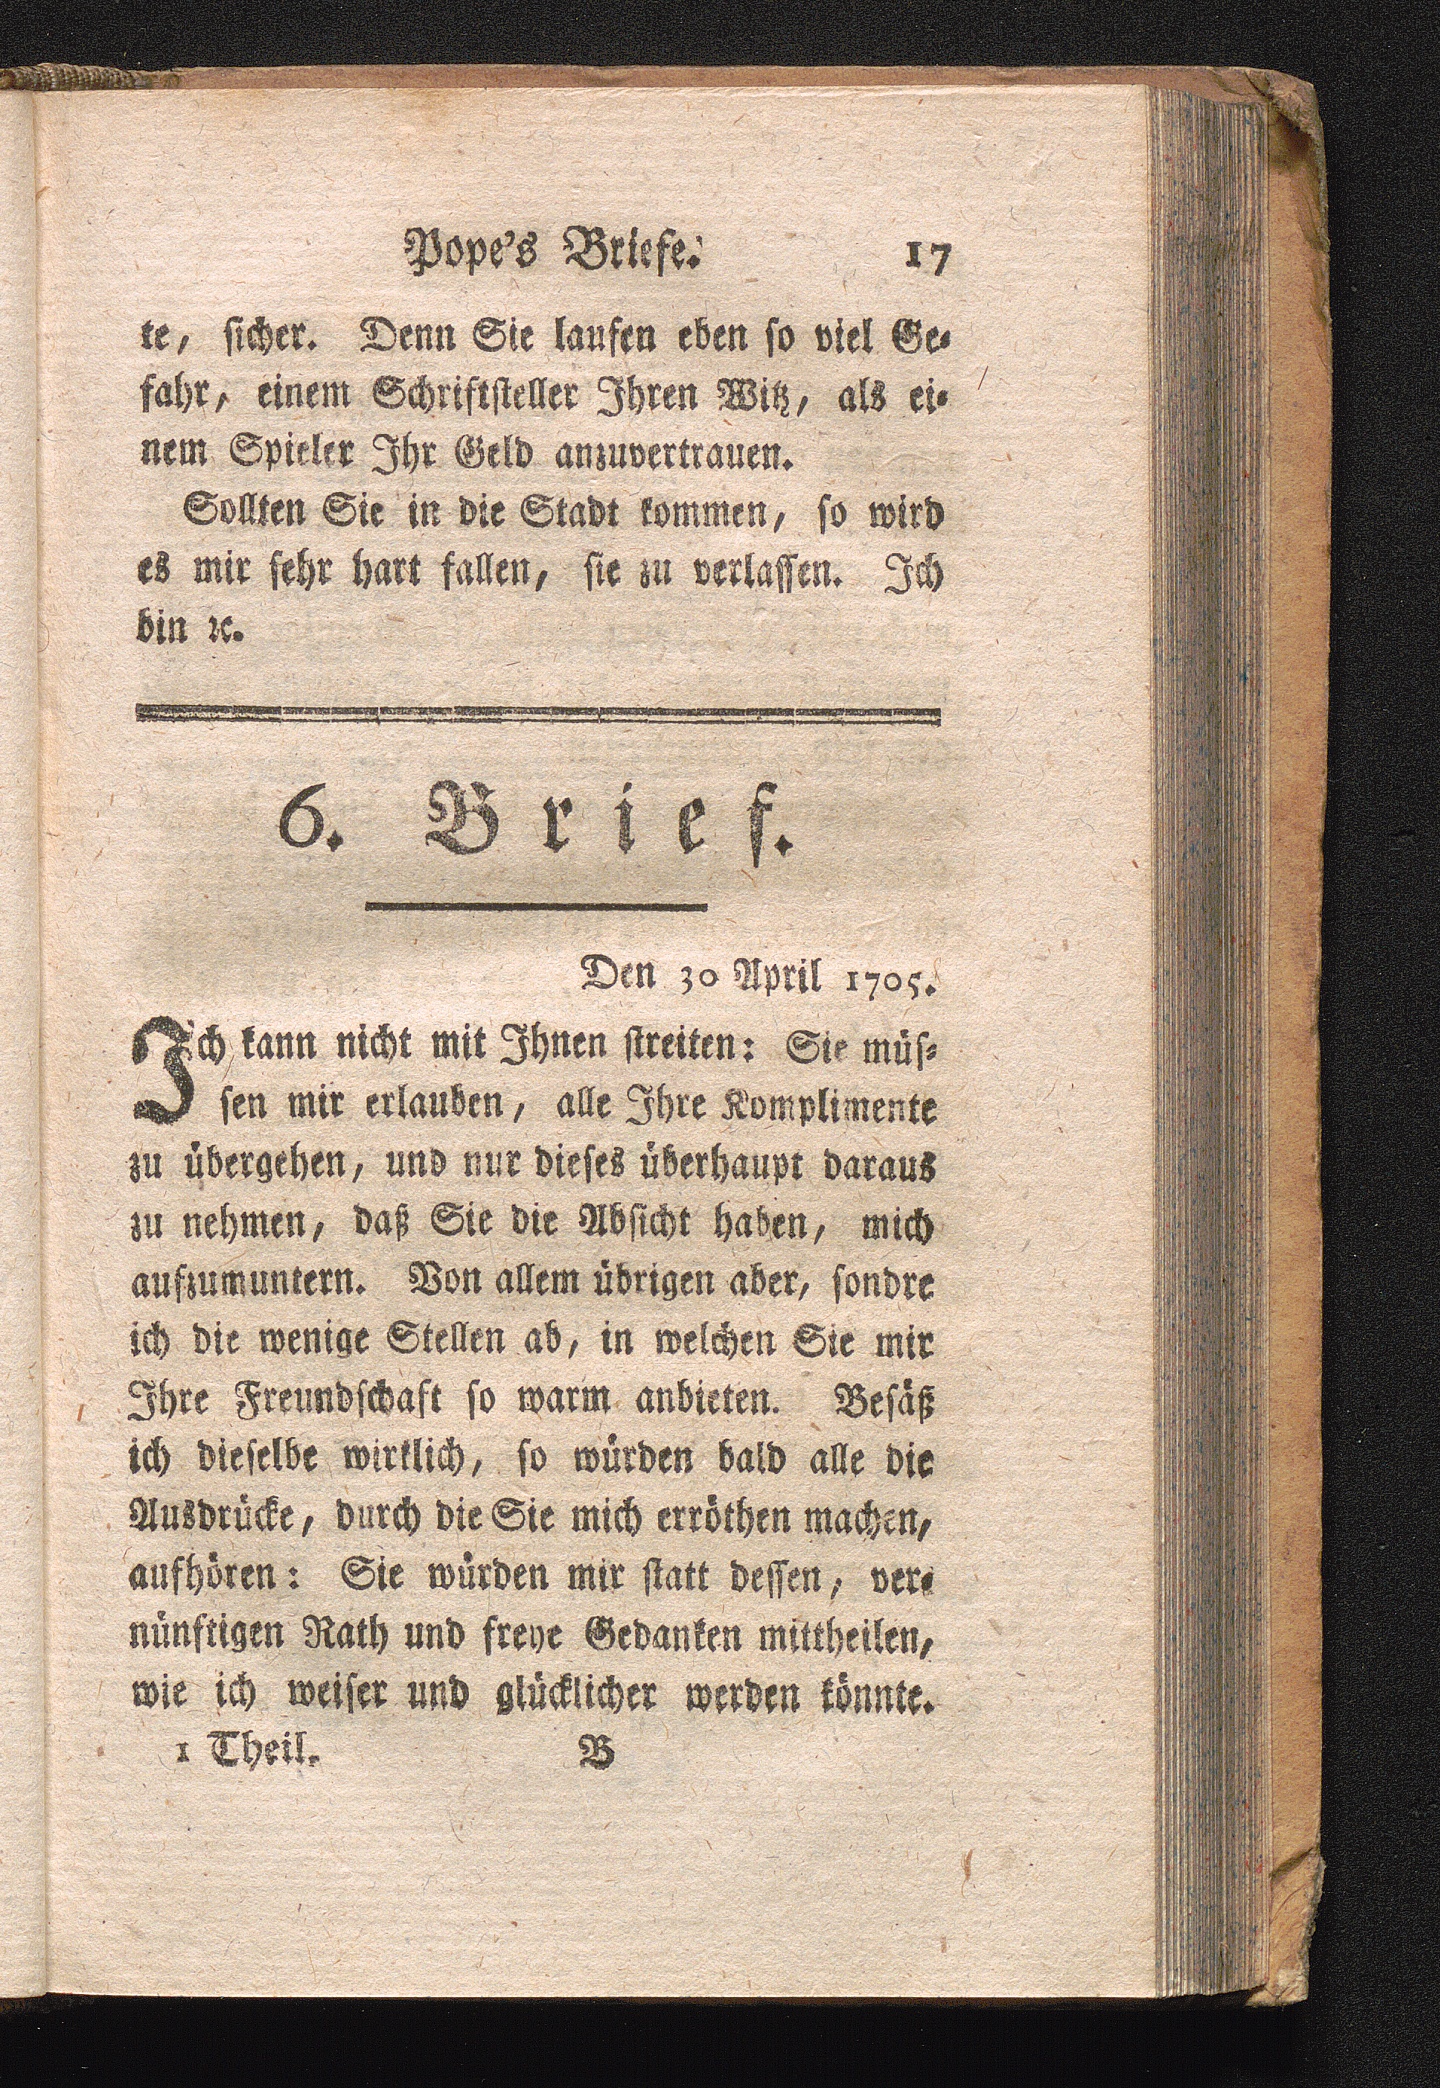 Pope's Briefe. 17
te, sicher. Denn Sie laufen eben so viel Ge-
fahr, einem Schriftsteller Ihren Witz, als ei-
nem Spieler Ihr Geld anzuvertrauen.
Sollten Sie in die Stadt kommen, so wird
es mir sehr hart fallen, sie zu verlassen. Ich
bin ꝛc.
6. Brief.
Den 30 April 1705.
Ich kann nicht mit Ihnen streiten: Sie müs-
sen mir erlauben, alle Ihre Komplimente
zu übergehen, und nur dieses überhaupt daraus
zu nehmen, daß Sie die Absicht haben, mich
aufzumuntern. Von allem übrigen aber, sondre
ich die wenige Stellen ab, in welchen Sie mir
Ihre Freundschaft so warm anbieten. Besäß
ich dieselbe wirklich, so würden bald alle die
Ausdrücke, durch die Sie mich erröthen machen,
aufhören: Sie würden mir statt dessen, ver-
nünftigen Rath und freye Gedanken mittheilen,
wie ich weiser und glücklicher werden könnte.
1 Theil. B